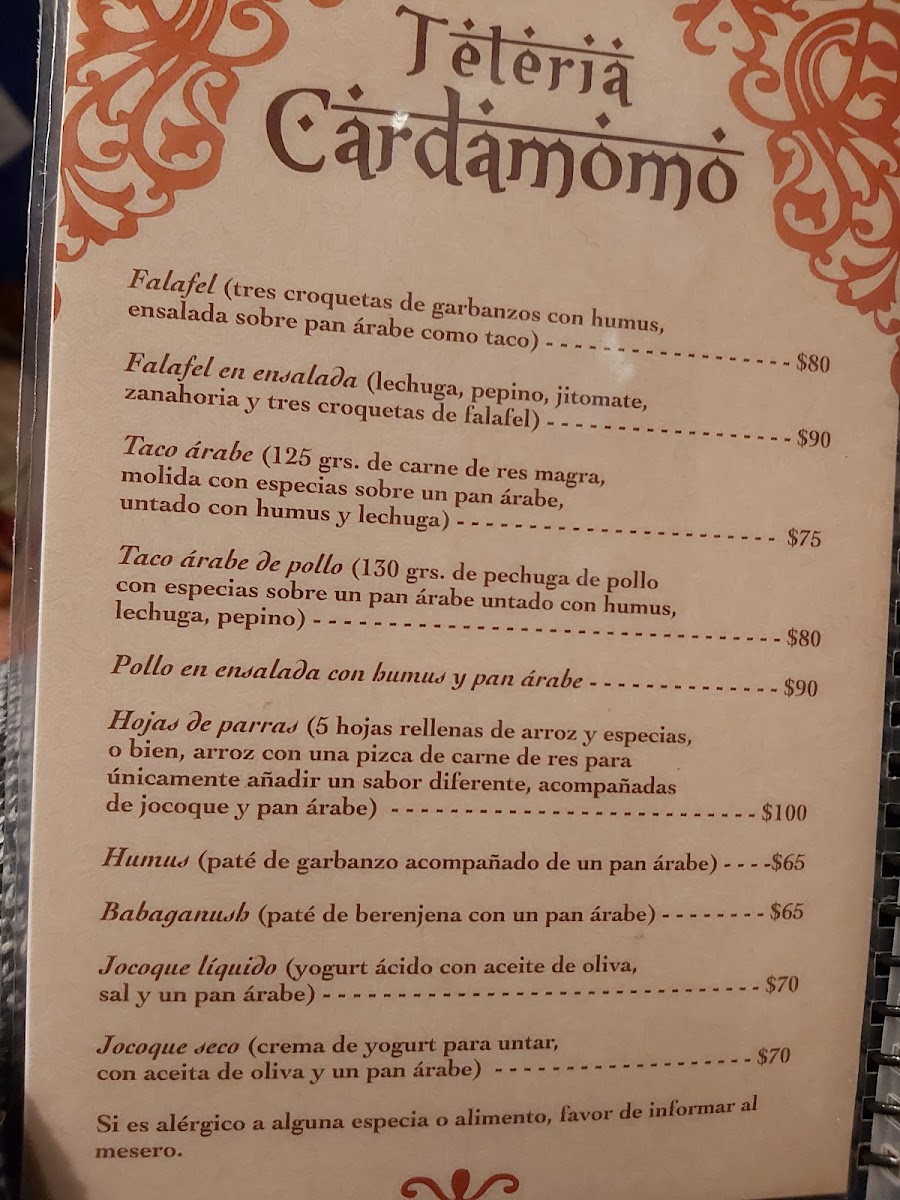 Teteria
Cardamomo
Falafel (tres croquetas de garbanzos con humus,
ensalada sobre pan árabe como taco) - - - - - - - - - - - - - - - - - $80
Falafel en ensalada (lechuga, pepino, jitomate,
zanahoria y tres croquetas de falafel) - - - - - - - - - - - - - - - - - $90
Taco árabe (125 grs. de carne de res magra,
molida con especias sobre un pan árabe,
untado con humus y lechuga) - - - - - - - - - - - - - - - - - - - - - - $75
Taco árabe de pollo (130 grs. de pechuga de pollo
con especias sobre un pan árabe untado con humus,
lechuga, pepino) - - - - - - - - - - - - - - - - - - - - - - - - - - - - - - - $80
Pollo en ensalada con humus y pan árabe - - - - - - - - - - - - - $90
Hojas de parras (5 hojas rellenas de arroz y especias,
o bien, arroz con una pizca de carne de res para
únicamente añadir un sabor diferente, acompañadas
de jocoque y pan árabe) - - - - - - - - - - - - - - - - - - - - - - - - - $100
Humus (paté de garbanzo acompañado de un pan árabe) - - - -$65
Babaganush (paté de berenjena con un pan árabe) - - - - - - - - $65
Jocoque líquido (yogurt ácido con aceite de oliva,
sal y un pan árabe) - - - - - - - - - - - - - - - - - - - - - - - - - - - - - - $70
Jocoque seco (crema de yogurt para untar,
con aceita de oliva y un pan árabe) - - - - - - - - - - - - - - - - - - $70
Si es alérgico a alguna especia o alimento, favor de informar al
mesero.